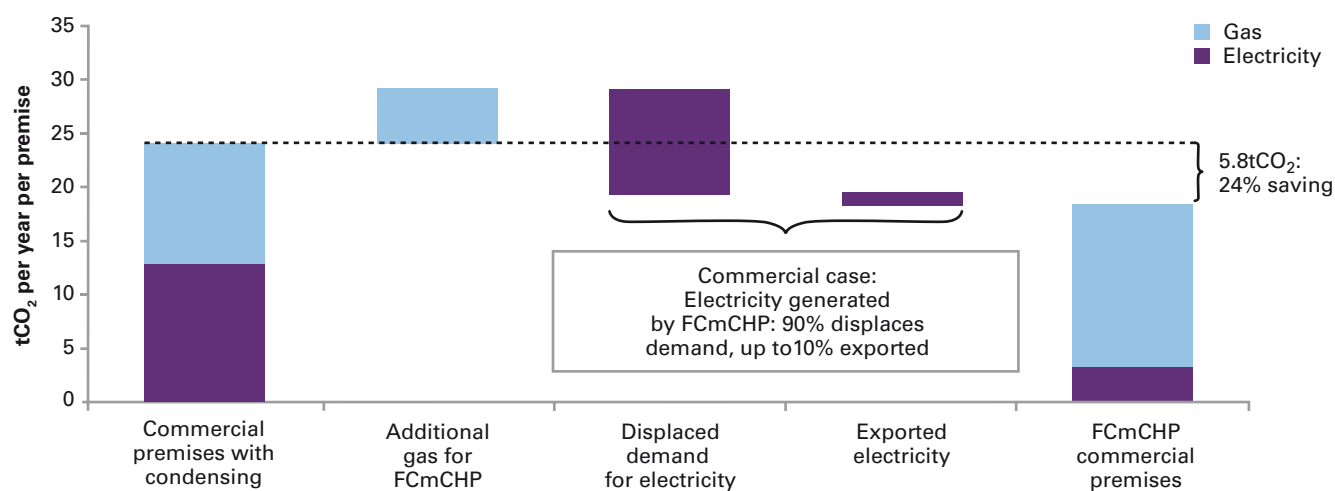 35
30
25
20
15
10
5
0
tCO₂ per year per premise
Gas
Electricity
5.8tCO₂:
24% saving
Commercial case:
Electricity generated
by FCmCHP: 90% displaces
demand, up to10% exported
Commercial
premises with
condensing
Additional
gas for
FCmCHP
Displaced
demand
for electricity
Exported
electricity
FCmCHP
commercial
premises